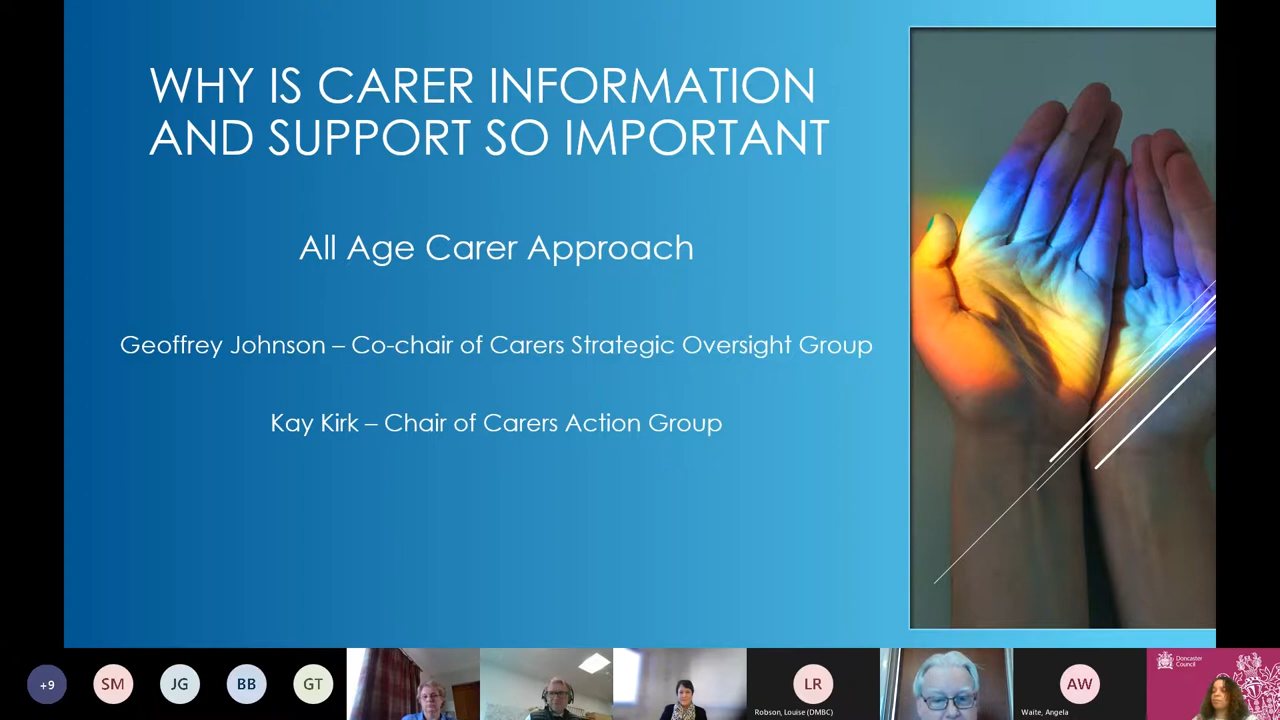 WHY IS CARER INFORMATION
AND SUPPORT SO IMPORTANT
All Age Carer Approach
Geoffrey Johnson – Co-chair of Carers Strategic Oversight Group
Kay Kirk – Chair of Carers Action Group
+9
SM
JG
BB
GT
LR
Robson, Louise (DMBC)
AW
Waite, Angela
Doncaster
Council